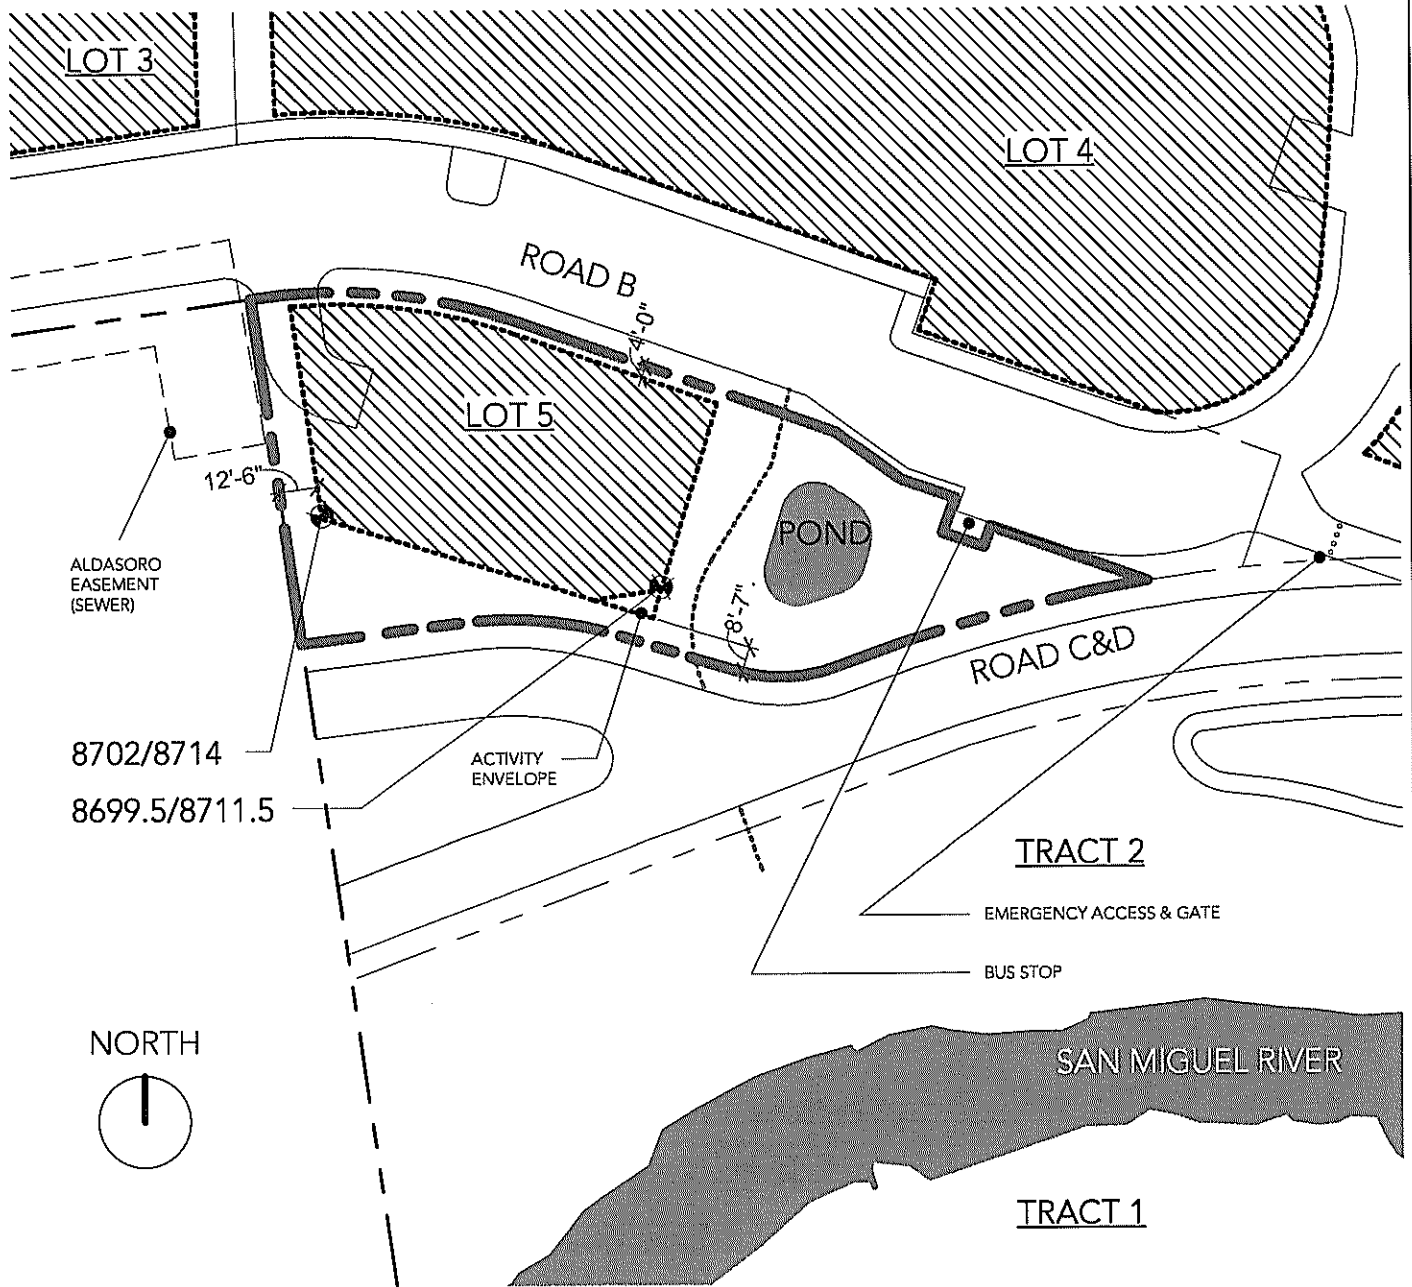 LOT 3
LOT 4
ROAD B
4'-0"
LOT 5
12'-6"
POND
ALDASORO
EASEMENT
(SEWER)
8'-7"
ROAD C&D
8702/8714
ACTIVITY
ENVELOPE
8699.5/8711.5
TRACT 2
EMERGENCY ACCESS & GATE
BUS STOP
NORTH
SAN MIGUEL RIVER
TRACT 1